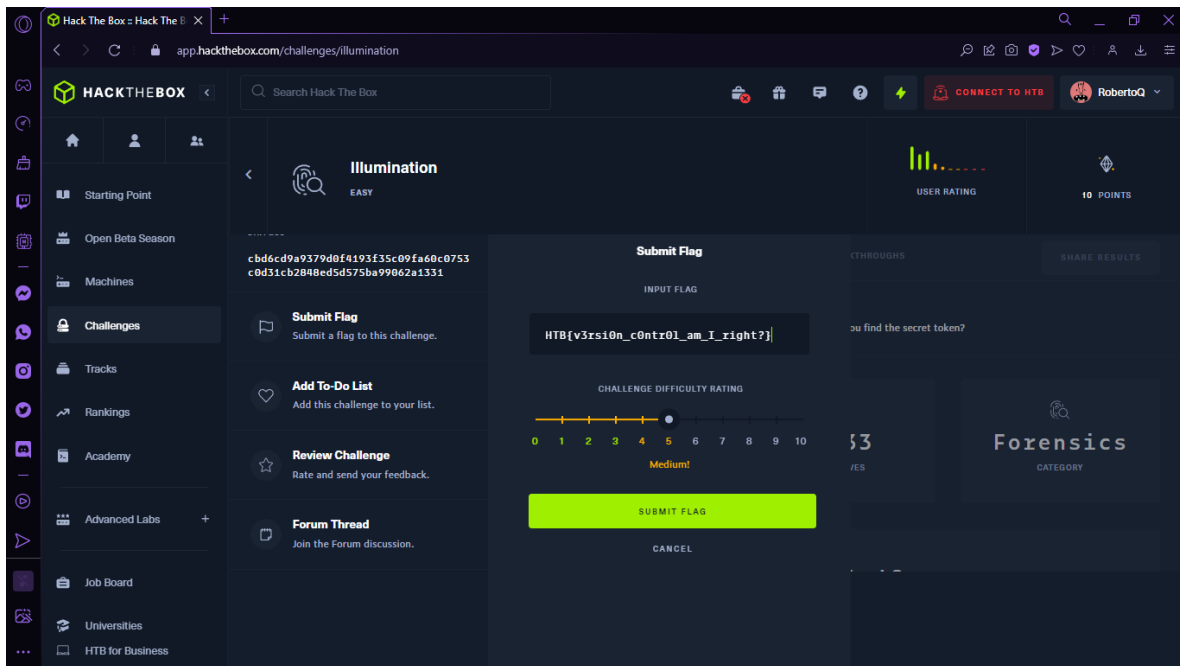 Hack The Box :: Hack The B
app.hackthebox.com/challenges/illumination
HACKTHEBOX
Search Hack The Box
CONNECT TO HTB
RobertoQ
Illumination
EASY
USER RATING
10 POINTS
Starting Point
Open Beta Season
Machines
Challenges
Tracks
Rankings
Academy
Advanced Labs
Job Board
Universities
HTB for Business
cbd6cd9a9379d0f4193f35c09fa60c0753
c0d31cb2848ed5d575ba99062a1331
Submit Flag
Submit a flag to this challenge.
Add To-Do List
Add this challenge to your list.
Review Challenge
Rate and send your feedback.
Forum Thread
Join the Forum discussion.
Submit Flag
INPUT FLAG
HTB{v3rsi0n_c0ntr0l_am_I_right?}
CHALLENGE DIFFICULTY RATING
0 1 2 3 4 5 6 7 8 9 10
Medium!
SUBMIT FLAG
CANCEL
SHARE RESULTS
you find the secret token?
Forensics
CATEGORY